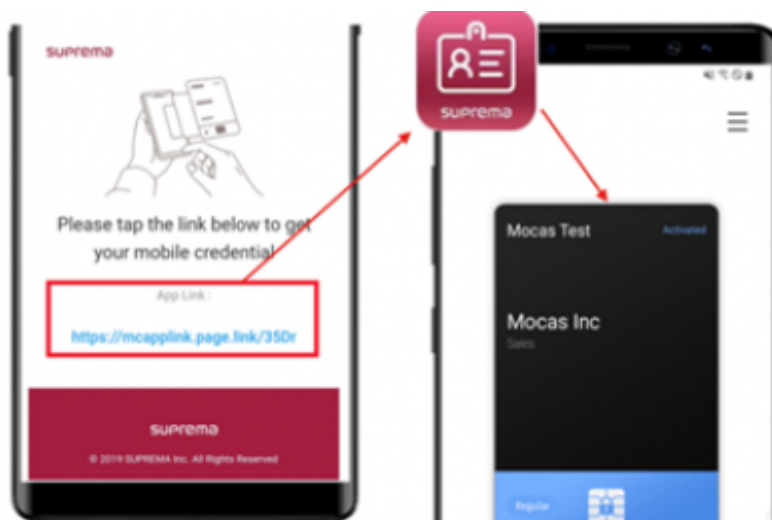 suprema
Please tap the link below to get
your mobile credential
App Link :
https://mcapplink.page.link/35Dr
suprema
© 2019 SUPREMA Inc. All Rights Reserved
suprema
Mocas Test
Activated
Mocas Inc
Sales
Regular